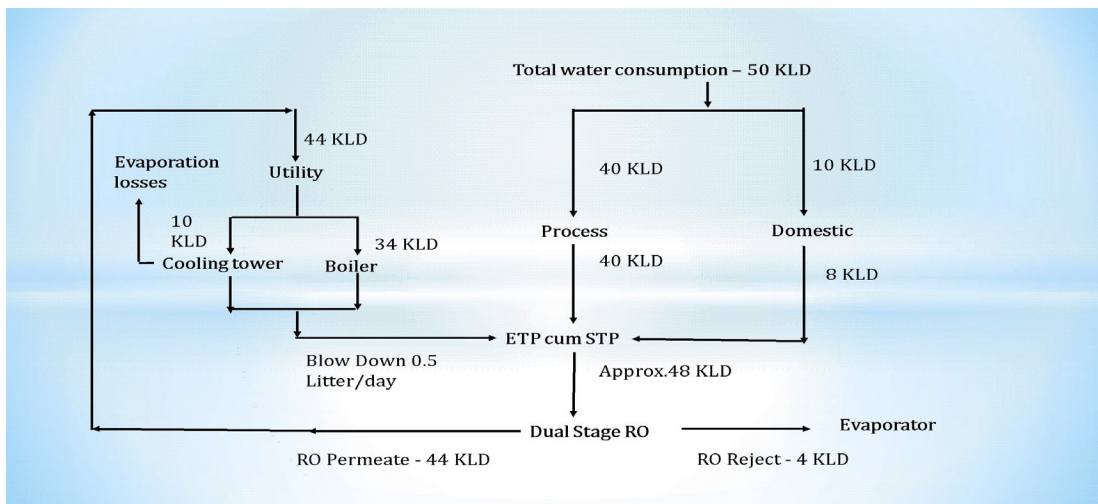 Total water consumption – 50 KLD
44 KLD
Evaporation
losses
Utility
40 KLD
10 KLD
10
KLD
34 KLD
Cooling tower
Boiler
Process
Domestic
40 KLD
8 KLD
ETP cum STP
Blow Down 0.5
Litter/day
Approx.48 KLD
Dual Stage RO
Evaporator
RO Permeate - 44 KLD
RO Reject - 4 KLD